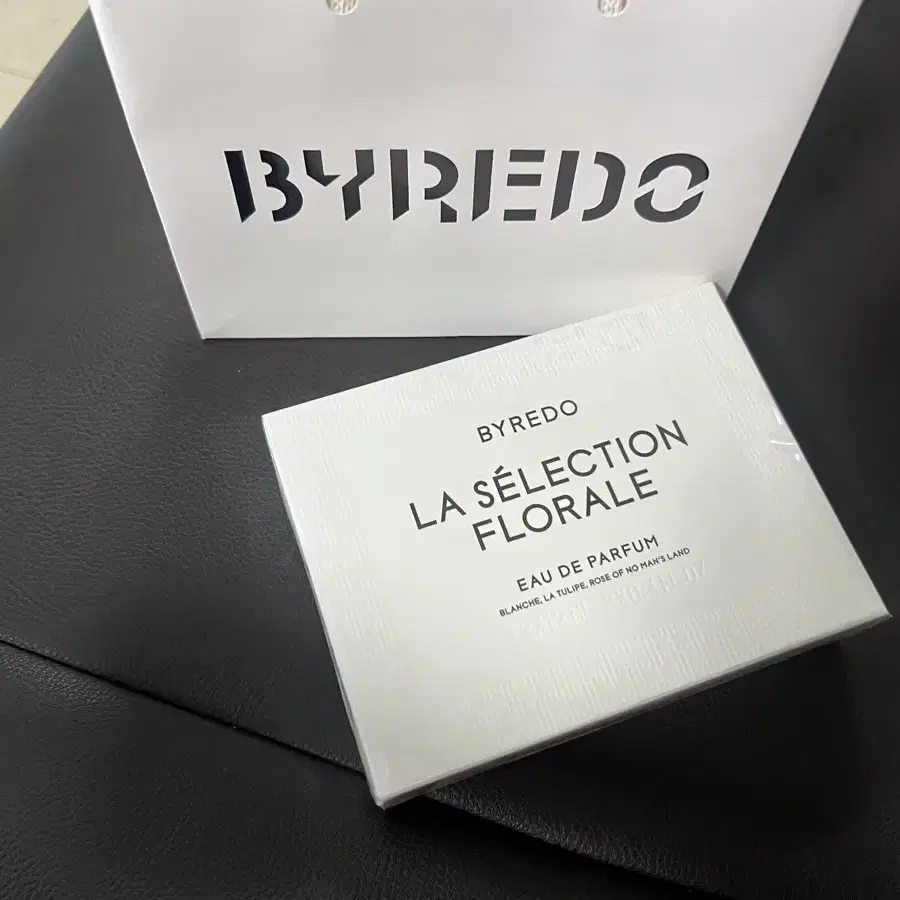 BYREDO
BYREDO
LA SÉLECTION
FLORALE
EAU DE PARFUM
BLANCHE, LA TULIPE, ROSE OF NO MAN'S LAND